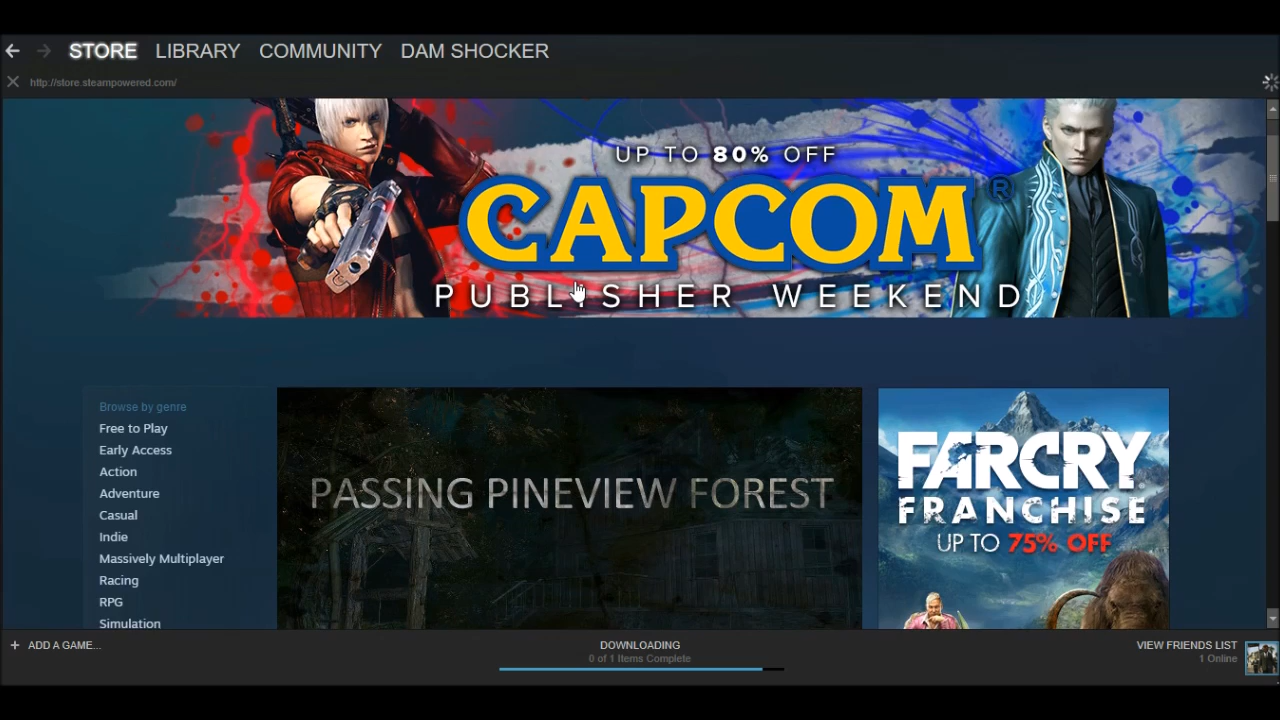 STORE LIBRARY COMMUNITY DAM SHOCKER
http://store.steampowered.com/
UP TO 80% OFF
CAPCOM®
PUBLISHER WEEKEND
Browse by genre
Free to Play
Early Access
Action
Adventure
Casual
Indie
Massively Multiplayer
Racing
RPG
Simulation
PASSING PINEVIEW FOREST
FARCRY
FRANCHISE
UP TO 75% OFF
+ ADD A GAME...
DOWNLOADING
0 of 1 Items Complete
VIEW FRIENDS LIST
1 Online